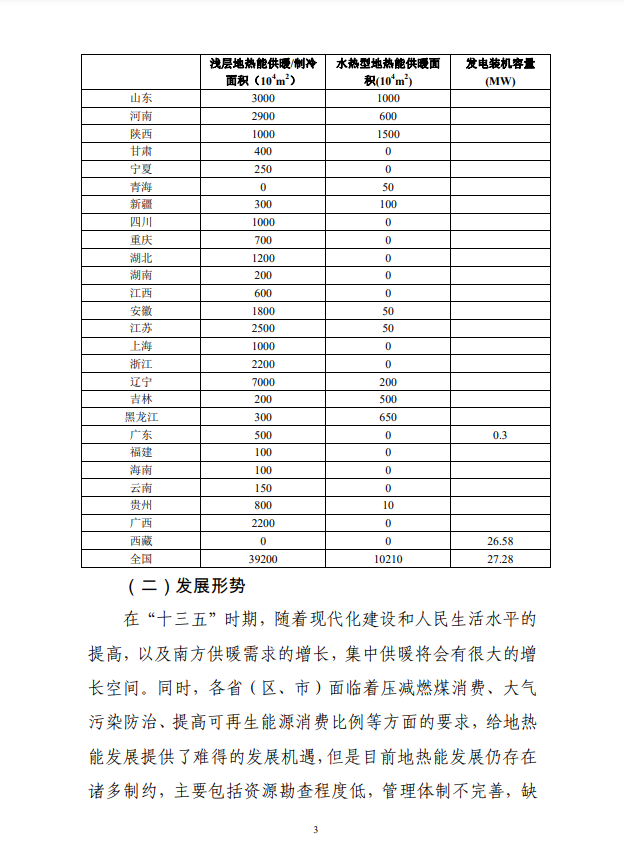 浅层地热能供暖/制冷面积（10⁴m²） 水热型地热能供暖面积(10⁴m²) 发电装机容量(MW)
山东 3000 1000
河南 2900 600
陕西 1000 1500
甘肃 400 0
宁夏 250 0
青海 0 50
新疆 300 100
四川 1000 0
重庆 700 0
湖北 1200 0
湖南 200 0
江西 600 0
安徽 1800 50
江苏 2500 50
上海 1000 0
浙江 2200 0
辽宁 7000 200
吉林 200 500
黑龙江 300 650
广东 500 0 0.3
福建 100 0
海南 100 0
云南 150 0
贵州 800 10
广西 2200 0
西藏 0 0 26.58
全国 39200 10210 27.28
（二）发展形势
在“十三五”时期，随着现代化建设和人民生活水平的
提高，以及南方供暖需求的增长，集中供暖将会有很大的增
长空间。同时，各省（区、市）面临着压减燃煤消费、大气
污染防治、提高可再生能源消费比例等方面的要求，给地热
能发展提供了难得的发展机遇，但是目前地热能发展仍存在
诸多制约，主要包括资源勘查程度低，管理体制不完善，缺
3